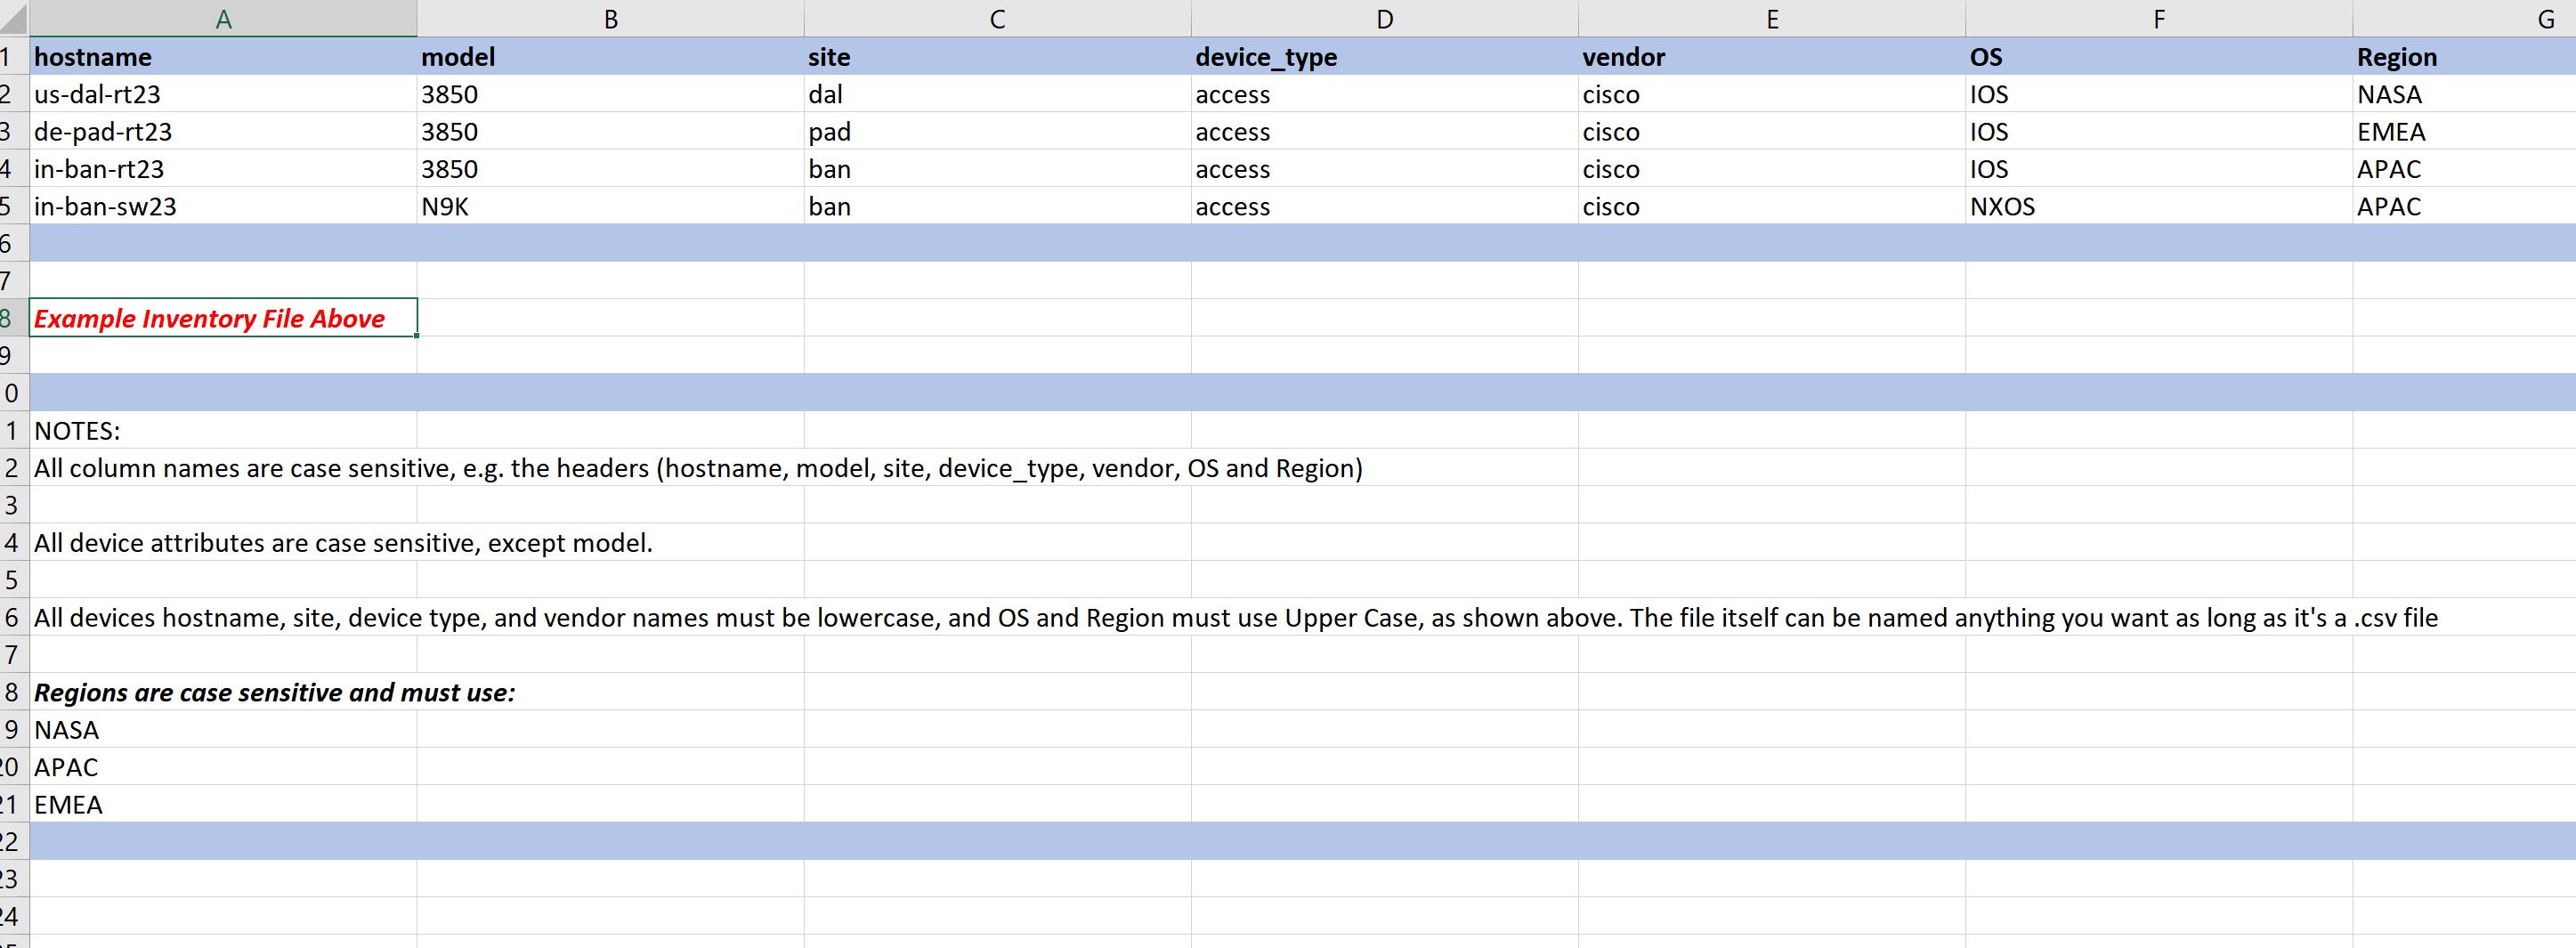 A B C D E F G
1 hostname model site device_type vendor OS Region
2 us-dal-rt23 3850 dal access cisco IOS NASA
3 de-pad-rt23 3850 pad access cisco IOS EMEA
4 in-ban-rt23 3850 ban access cisco IOS APAC
5 in-ban-sw23 N9K ban access cisco NXOS APAC
6
7
8 Example Inventory File Above
9
0
1 NOTES:
2 All column names are case sensitive, e.g. the headers (hostname, model, site, device_type, vendor, OS and Region)
3
4 All device attributes are case sensitive, except model.
5
6 All devices hostname, site, device type, and vendor names must be lowercase, and OS and Region must use Upper Case, as shown above. The file itself can be named anything you want as long as it's a .csv file
7
8 Regions are case sensitive and must use:
9 NASA
20 APAC
21 EMEA
22
23
24